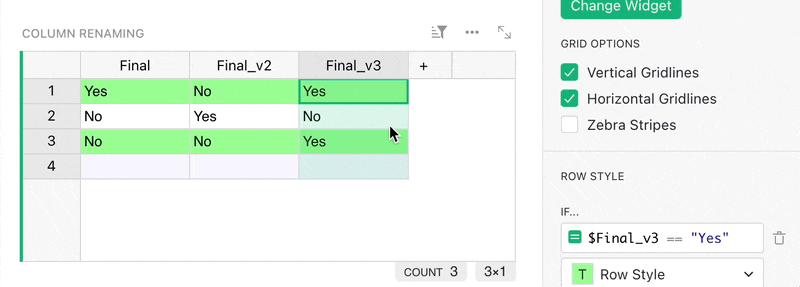 COLUMN RENAMING
Final Final_v2 Final_v3 +
1 Yes No Yes
2 No Yes No
3 No No Yes
4
COUNT 3 3×1
Change Widget
GRID OPTIONS
Vertical Gridlines
Horizontal Gridlines
Zebra Stripes
ROW STYLE
IF...
$Final_v3 == "Yes"
T Row Style